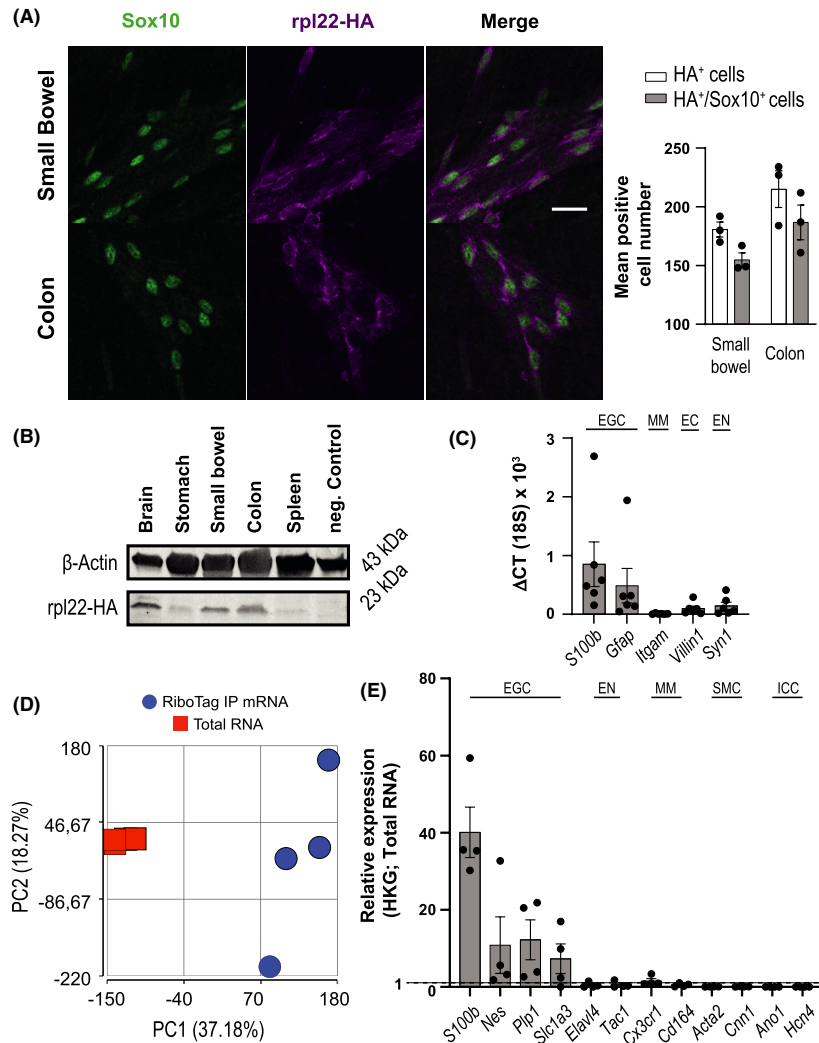 (A)
Sox10
rpl22-HA
Merge
Small Bowel
Colon
HA⁺ cells
HA⁺/Sox10⁺ cells
Mean positive
cell number
250
200
150
100
Small
bowel
Colon
(B)
Brain
Stomach
Small bowel
Colon
Spleen
neg. Control
β-Actin
43 kDa
rpl22-HA
23 kDa
(C)
EGC
MM
EC
EN
ΔCT (18S) x 10³
3
2
1
0
S100b
Gfap
Itgam
Villin1
Syn1
(D)
RiboTag IP mRNA
Total RNA
PC2 (18.27%)
180
46,67
-86,67
-220
-150
-40
70
180
PC1 (37.18%)
(E)
EGC
EN
MM
SMC
ICC
Relative expression
(HKG; Total RNA)
80
60
40
20
1
0
S100b
Nes
Plp1
Slc1a3
Elavl4
Tac1
Cx3cr1
Cd164
Acta2
Cnn1
Ano1
Hcn4